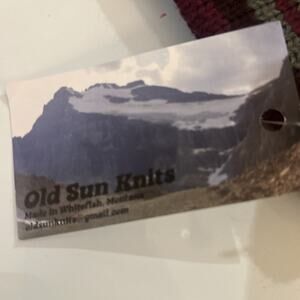 Old Sun Knits
Made in Whitefish, Montana
oldsunknits@gmail.com